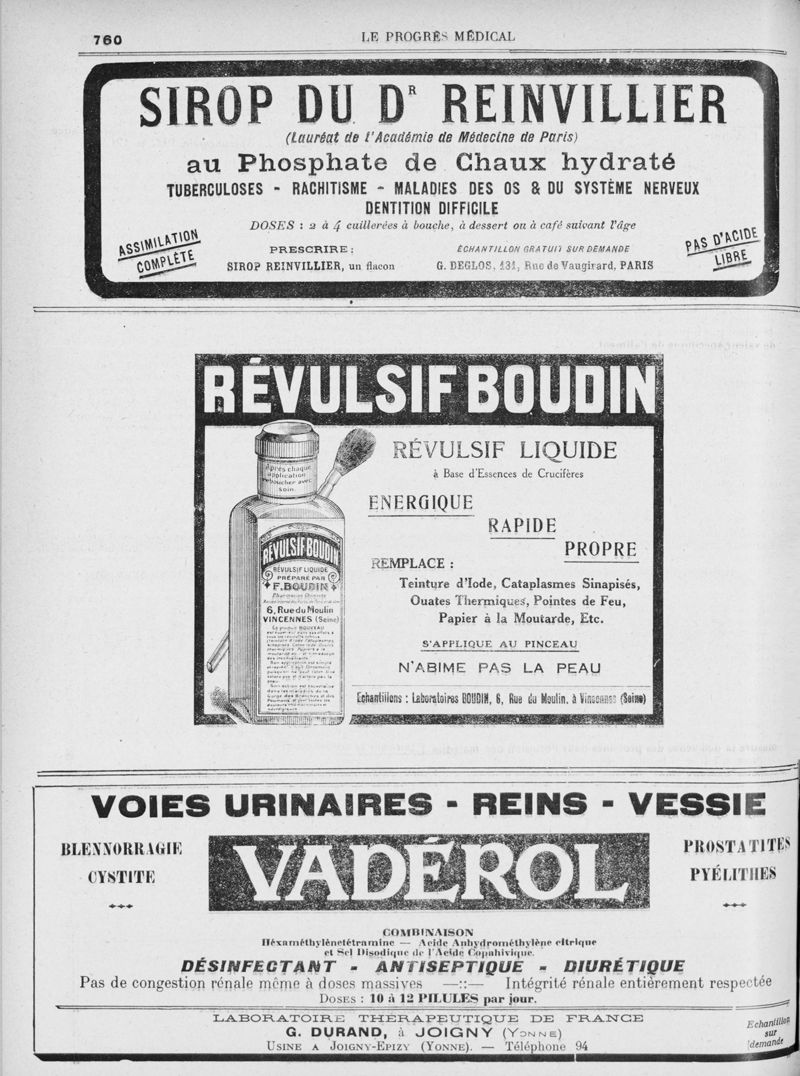 760
LE PROGRÈS MÉDICAL
SIROP DU DR REINVILLIER
(Lauréat de l'Académie de Médecine de Paris)
au Phosphate de Chaux hydraté
TUBERCULOSES - RACHITISME - MALADIES DES OS & DU SYSTÈME NERVEUX
DENTITION DIFFICILE
DOSES : 2 à 4 cuillerées à bouche, à dessert ou à café suivant l'âge
ASSIMILATION
COMPLÈTE
PRESCRIRE :
SIROP REINVILLIER, un flacon
ÉCHANTILLON GRATUIT SUR DEMANDE
G. DEGLOS, 131, Rue de Vaugirard, PARIS
PAS D'ACIDE
LIBRE
RÉVULSIF BOUDIN
Après chaque
application
reboucher avec
soin.
RÉVULSIF BOUDIN
RÉVULSIF LIQUIDE
PRÉPARÉ PAR
F. BOUDIN
6, Rue du Moulin
VINCENNES (Seine)
RÉVULSIF LIQUIDE
à Base d'Essences de Crucifères
ENERGIQUE
RAPIDE
PROPRE
REMPLACE :
Teinture d'Iode, Cataplasmes Sinapisés,
Ouates Thermiques, Pointes de Feu,
Papier à la Moutarde, Etc.
S'APPLIQUE AU PINCEAU
N'ABIME PAS LA PEAU
Echantillons : Laboratoires BOUDIN, 6, Rue du Moulin, à Vincennes (Seine)
VOIES URINAIRES - REINS - VESSIE
BLENNORRAGIE
CYSTITE
VADÉROL
PROSTATITES
PYÉLITHES
COMBINAISON
Héxaméthylènetétramine — Acide Anhydrométhylène citrique
et Sel Disodique de l'Acide Copahivique.
DÉSINFECTANT - ANTISEPTIQUE - DIURÉTIQUE
Pas de congestion rénale même à doses massives —::— Intégrité rénale entièrement respectée
DOSES : 10 à 12 PILULES par jour.
LABORATOIRE THÉRAPEUTIQUE DE FRANCE
G. DURAND, à JOIGNY (YONNE)
USINE A JOIGNY-EPIZY (YONNE). — Téléphone 94
Echantillon
sur
demande